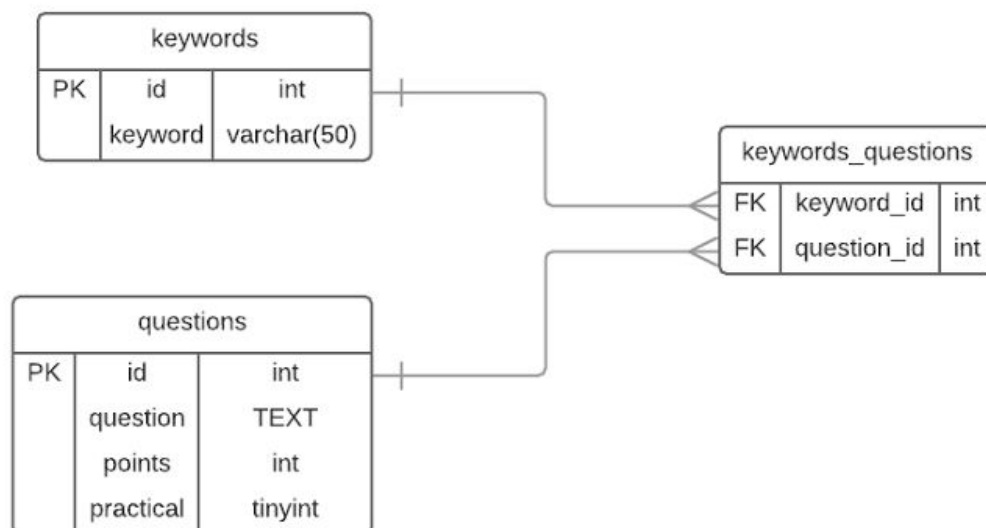 keywords
PK id int
keyword varchar(50)
keywords_questions
FK keyword_id int
FK question_id int
questions
PK id int
question TEXT
points int
practical tinyint